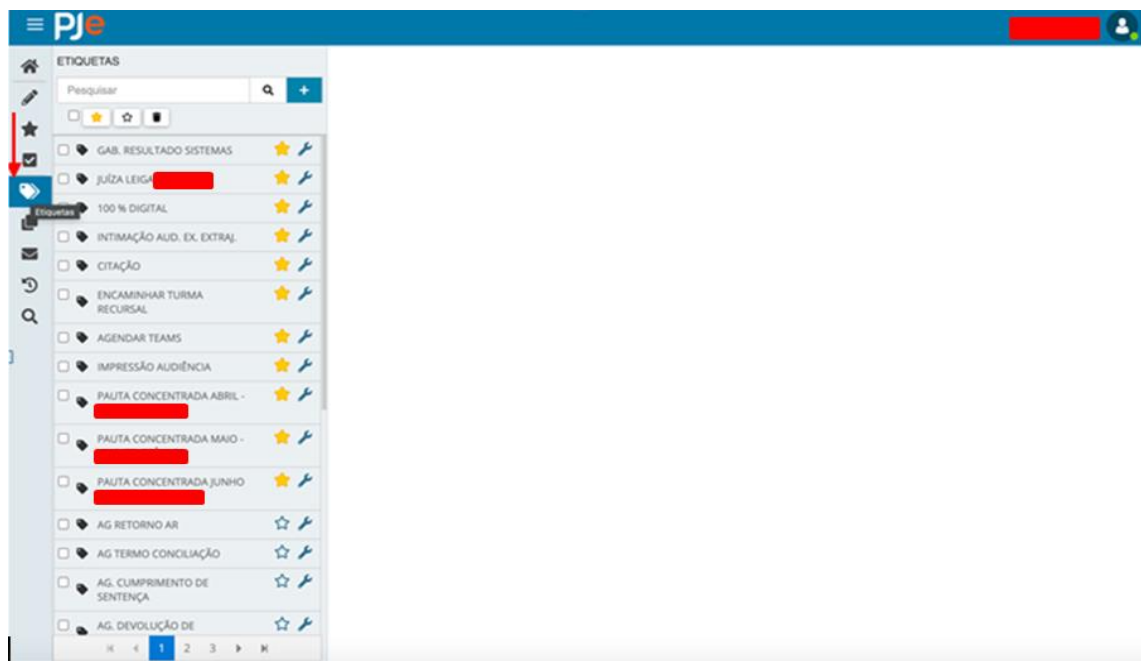 PJe
ETIQUETAS
Pesquisar
GAB. RESULTADO SISTEMAS
JUÍZA LEIGA
100 % DIGITAL
Etiquetas
INTIMAÇÃO AUD. EX. EXTRAJ.
CITAÇÃO
ENCAMINHAR TURMA
RECURSAL
AGENDAR TEAMS
IMPRESSÃO AUDIÊNCIA
PAUTA CONCENTRADA ABRIL -
PAUTA CONCENTRADA MAIO -
PAUTA CONCENTRADA JUNHO
AG RETORNO AR
AG TERMO CONCILIAÇÃO
AG. CUMPRIMENTO DE
SENTENÇA
AG. DEVOLUÇÃO DE
1 2 3